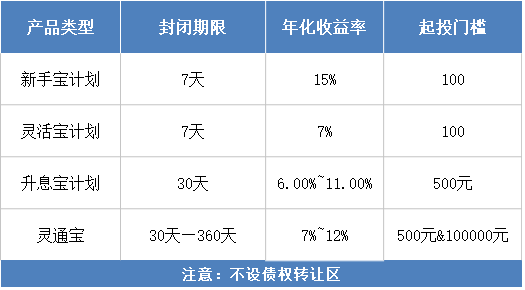 产品类型 封闭期限 年化收益率 起投门槛
新手宝计划 7天 15% 100
灵活宝计划 7天 7% 100
升息宝计划 30天 6.00%~11.00% 500元
灵通宝 30天—360天 7%~12% 500元&100000元
注意：不设债权转让区